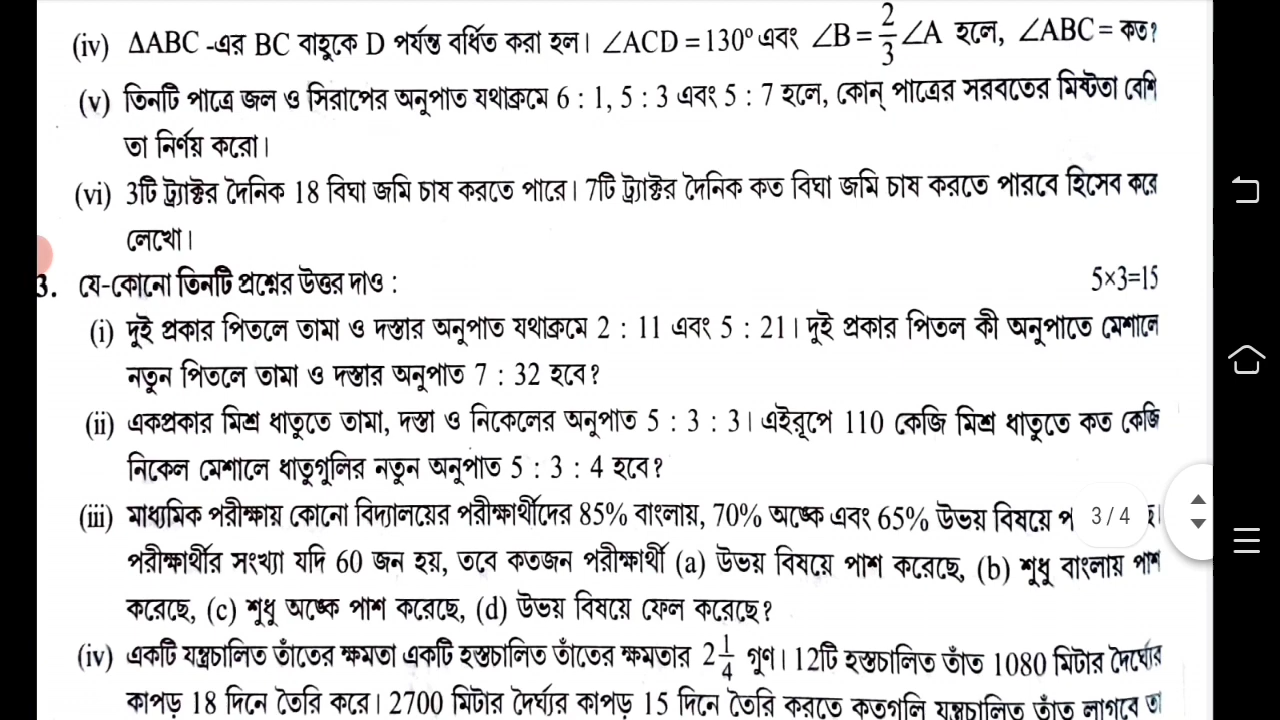 (iv) ΔABC -এর BC বাহুকে D পর্যন্ত বর্ধিত করা হল। ∠ACD = 130° এবং ∠B = 2/3 ∠A হলে, ∠ABC = কত?
(v) তিনটি পাত্রে জল ও সিরাপের অনুপাত যথাক্রমে 6 : 1, 5 : 3 এবং 5 : 7 হলে, কোন্ পাত্রের সরবতের মিষ্টতা বেশি
তা নির্ণয় করো।
(vi) 3টি ট্র্যাক্টর দৈনিক 18 বিঘা জমি চাষ করতে পারে। 7টি ট্র্যাক্টর দৈনিক কত বিঘা জমি চাষ করতে পারবে হিসেব করে
লেখো।
3. যে-কোনো তিনটি প্রশ্নের উত্তর দাও : 5×3=15
(i) দুই প্রকার পিতলে তামা ও দস্তার অনুপাত যথাক্রমে 2 : 11 এবং 5 : 21। দুই প্রকার পিতল কী অনুপাতে মেশালে
নতুন পিতলে তামা ও দস্তার অনুপাত 7 : 32 হবে?
(ii) একপ্রকার মিশ্র ধাতুতে তামা, দস্তা ও নিকেলের অনুপাত 5 : 3 : 3। এইরূপে 110 কেজি মিশ্র ধাতুতে কত কেজি
নিকেল মেশালে ধাতুগুলির নতুন অনুপাত 5 : 3 : 4 হবে?
(iii) মাধ্যমিক পরীক্ষায় কোনো বিদ্যালয়ের পরীক্ষার্থীদের 85% বাংলায়, 70% অঙ্কে এবং 65% উভয় বিষয়ে 3 / 4
পরীক্ষার্থীর সংখ্যা যদি 60 জন হয়, তবে কতজন পরীক্ষার্থী (a) উভয় বিষয়ে পাশ করেছে, (b) শুধু বাংলায় পাশ
করেছে, (c) শুধু অঙ্কে পাশ করেছে, (d) উভয় বিষয়ে ফেল করেছে?
(iv) একটি যন্ত্রচালিত তাঁতের ক্ষমতা একটি হস্তচালিত তাঁতের ক্ষমতার 2 1/4 গুণ। 12টি হস্তচালিত তাঁত 1080 মিটার দৈর্ঘ্যের
কাপড় 18 দিনে তৈরি করে। 2700 মিটার দৈর্ঘ্যর কাপড় 15 দিনে তৈরি করতে কতগুলি যন্ত্রচালিত তাঁত লাগবে তা